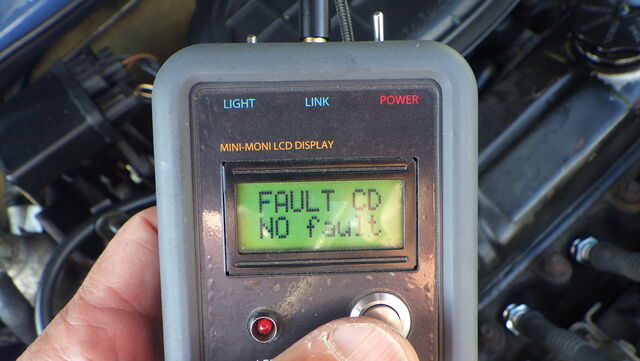 LIGHT LINK POWER
MINI-MONI LCD DISPLAY
FAULT CD
NO fault